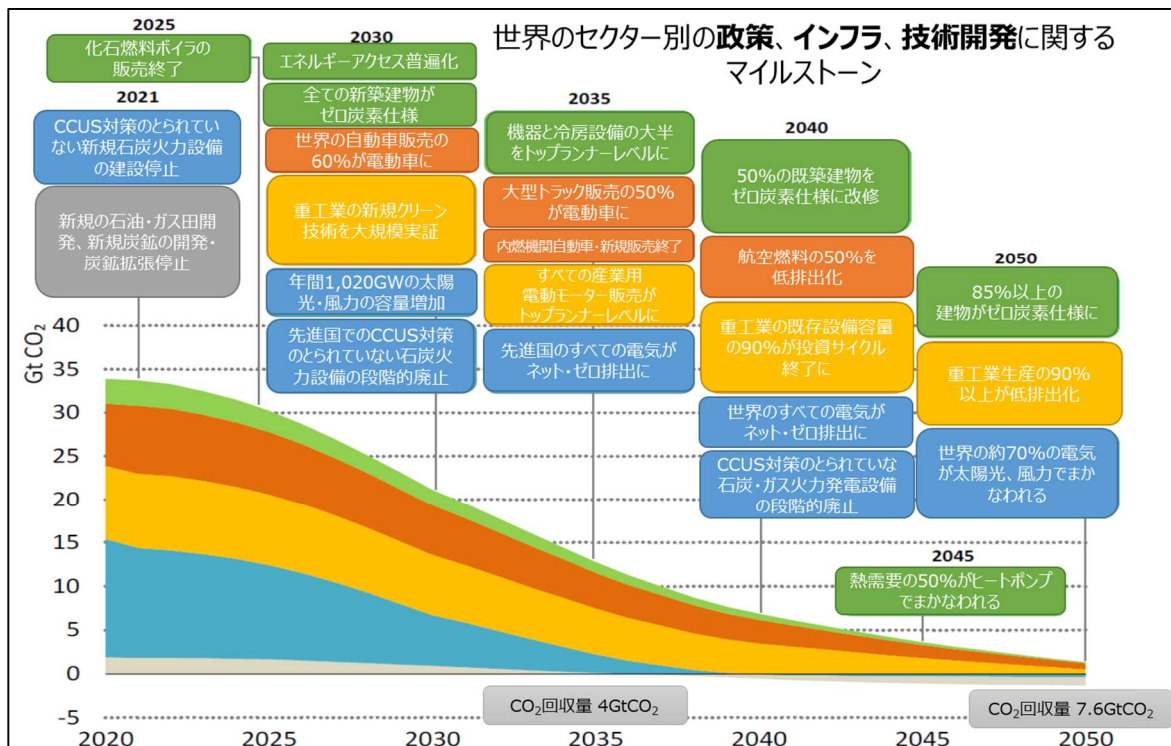 世界のセクター別の政策、インフラ、技術開発に関する
マイルストーン
2025
化石燃料ボイラの
販売終了
2021
CCUS対策のとられてい
ない新規石炭火力設備
の建設停止
新規の石油・ガス田開
発、新規炭鉱の開発・
炭鉱拡張停止
2030
エネルギーアクセス普遍化
全ての新築建物が
ゼロ炭素仕様に
世界の自動車販売の
60%が電動車に
重工業の新規クリーン
技術を大規模実証
年間1,020GWの太陽
光・風力の容量増加
先進国でのCCUS対策
のとられていない石炭火
力設備の段階的廃止
2035
機器と冷房設備の大半
をトップランナーレベルに
大型トラック販売の50%
が電動車に
内燃機関自動車・新規販売終了
すべての産業用
電動モーター販売が
トップランナーレベルに
先進国のすべての電気が
ネット・ゼロ排出に
2040
50%の既築建物を
ゼロ炭素仕様に改修
航空燃料の50%を
低排出化
重工業の既存設備容量
の90%が投資サイクル
終了に
世界のすべての電気が
ネット・ゼロ排出に
CCUS対策のとられていな
石炭・ガス火力発電設備
の段階的廃止
2050
85%以上の
建物がゼロ炭素仕様に
重工業生産の90%
以上が低排出化
世界の約70%の電気
が太陽光、風力でまか
なわれる
2045
熱需要の50%がヒートポンプ
でまかなわれる
Gt CO₂
40
35
30
25
20
15
10
5
0
-5
CO₂回収量 4GtCO₂
CO₂回収量 7.6GtCO₂
2020
2025
2030
2035
2040
2045
2050